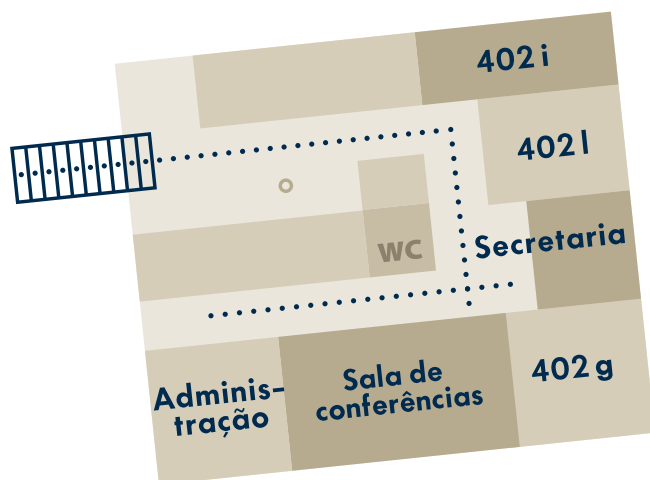 402 i
402 l
Secretaria
WC
402 g
Sala de
conferências
Adminis-
tração